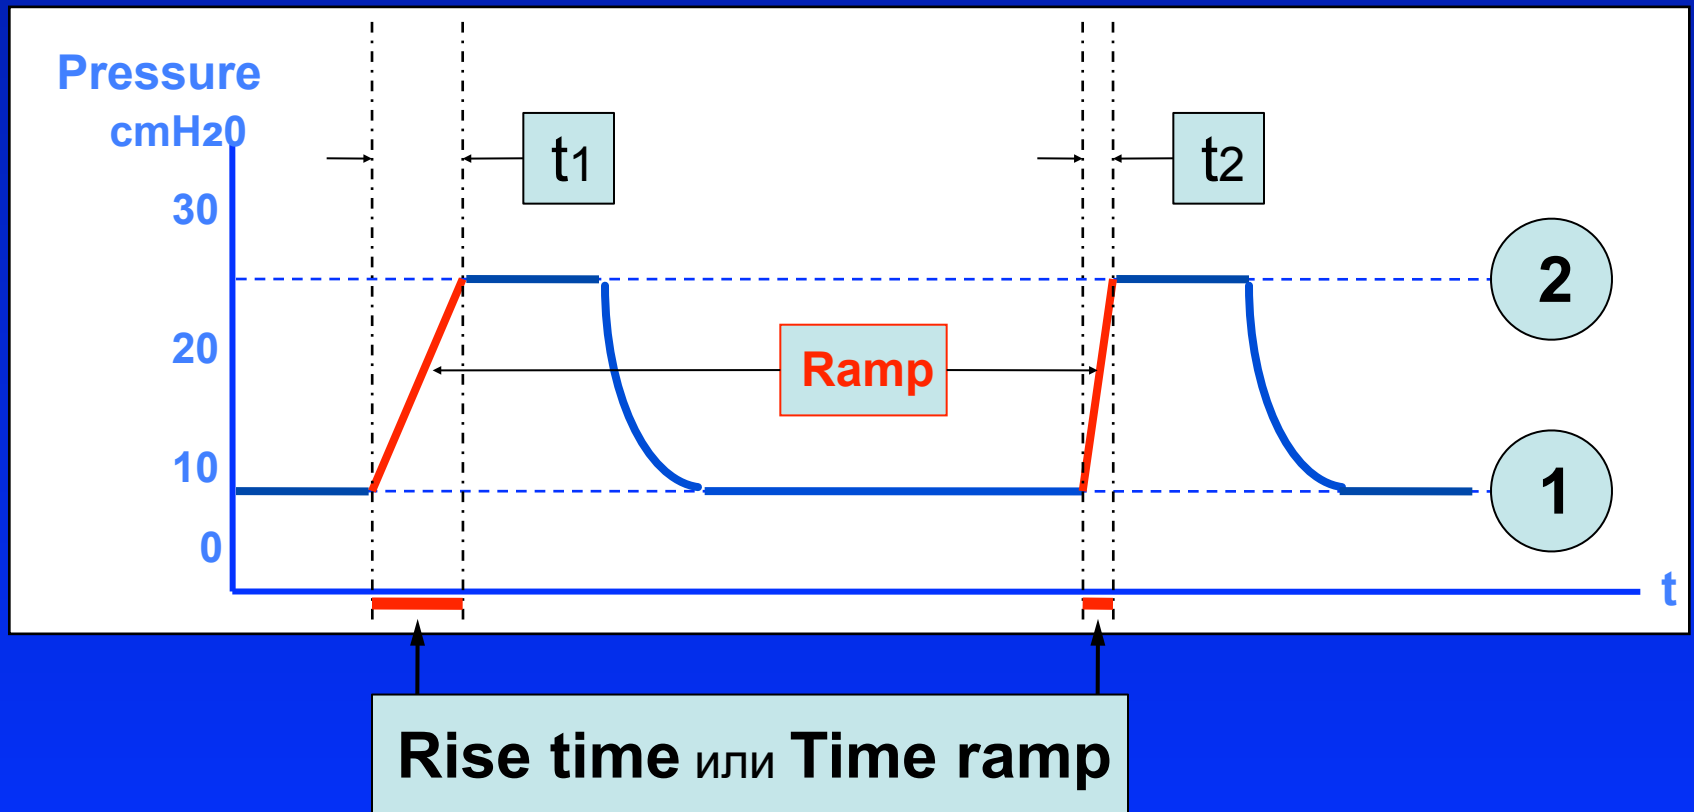 Pressure
cmH20
t1
t2
30
2
20
Ramp
10
1
0
t
Rise time или Time ramp